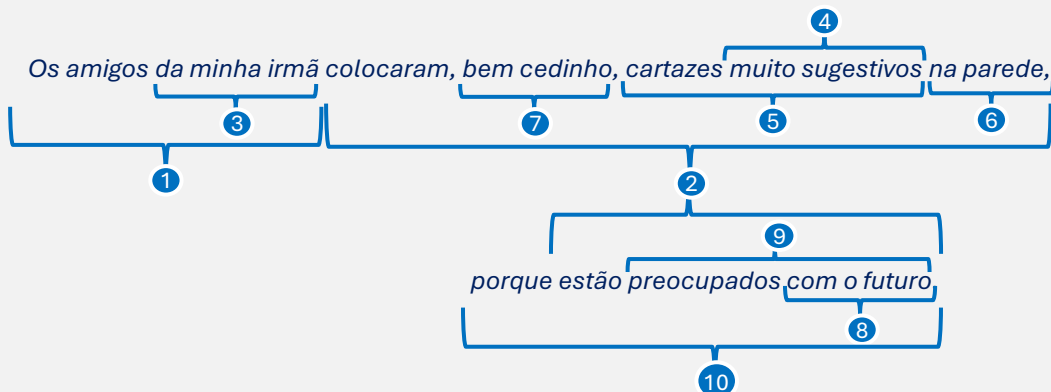 4
Os amigos da minha irmã colocaram, bem cedinho, cartazes muito sugestivos na parede,
3 7 5 6
1
2
9
porque estão preocupados com o futuro
8
10